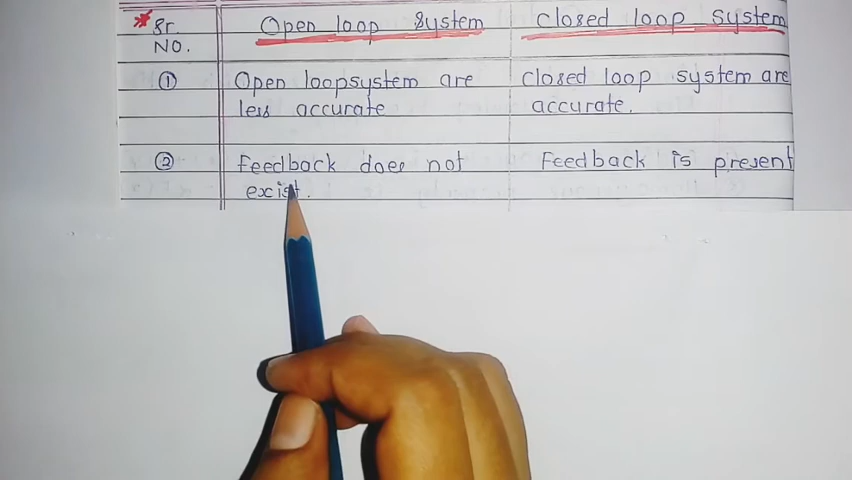 * Sr. NO. Open loop system closed loop system
① Open loopsystem are closed loop system are
less accurate accurate.
② Feedback does not Feedback is present
exist.